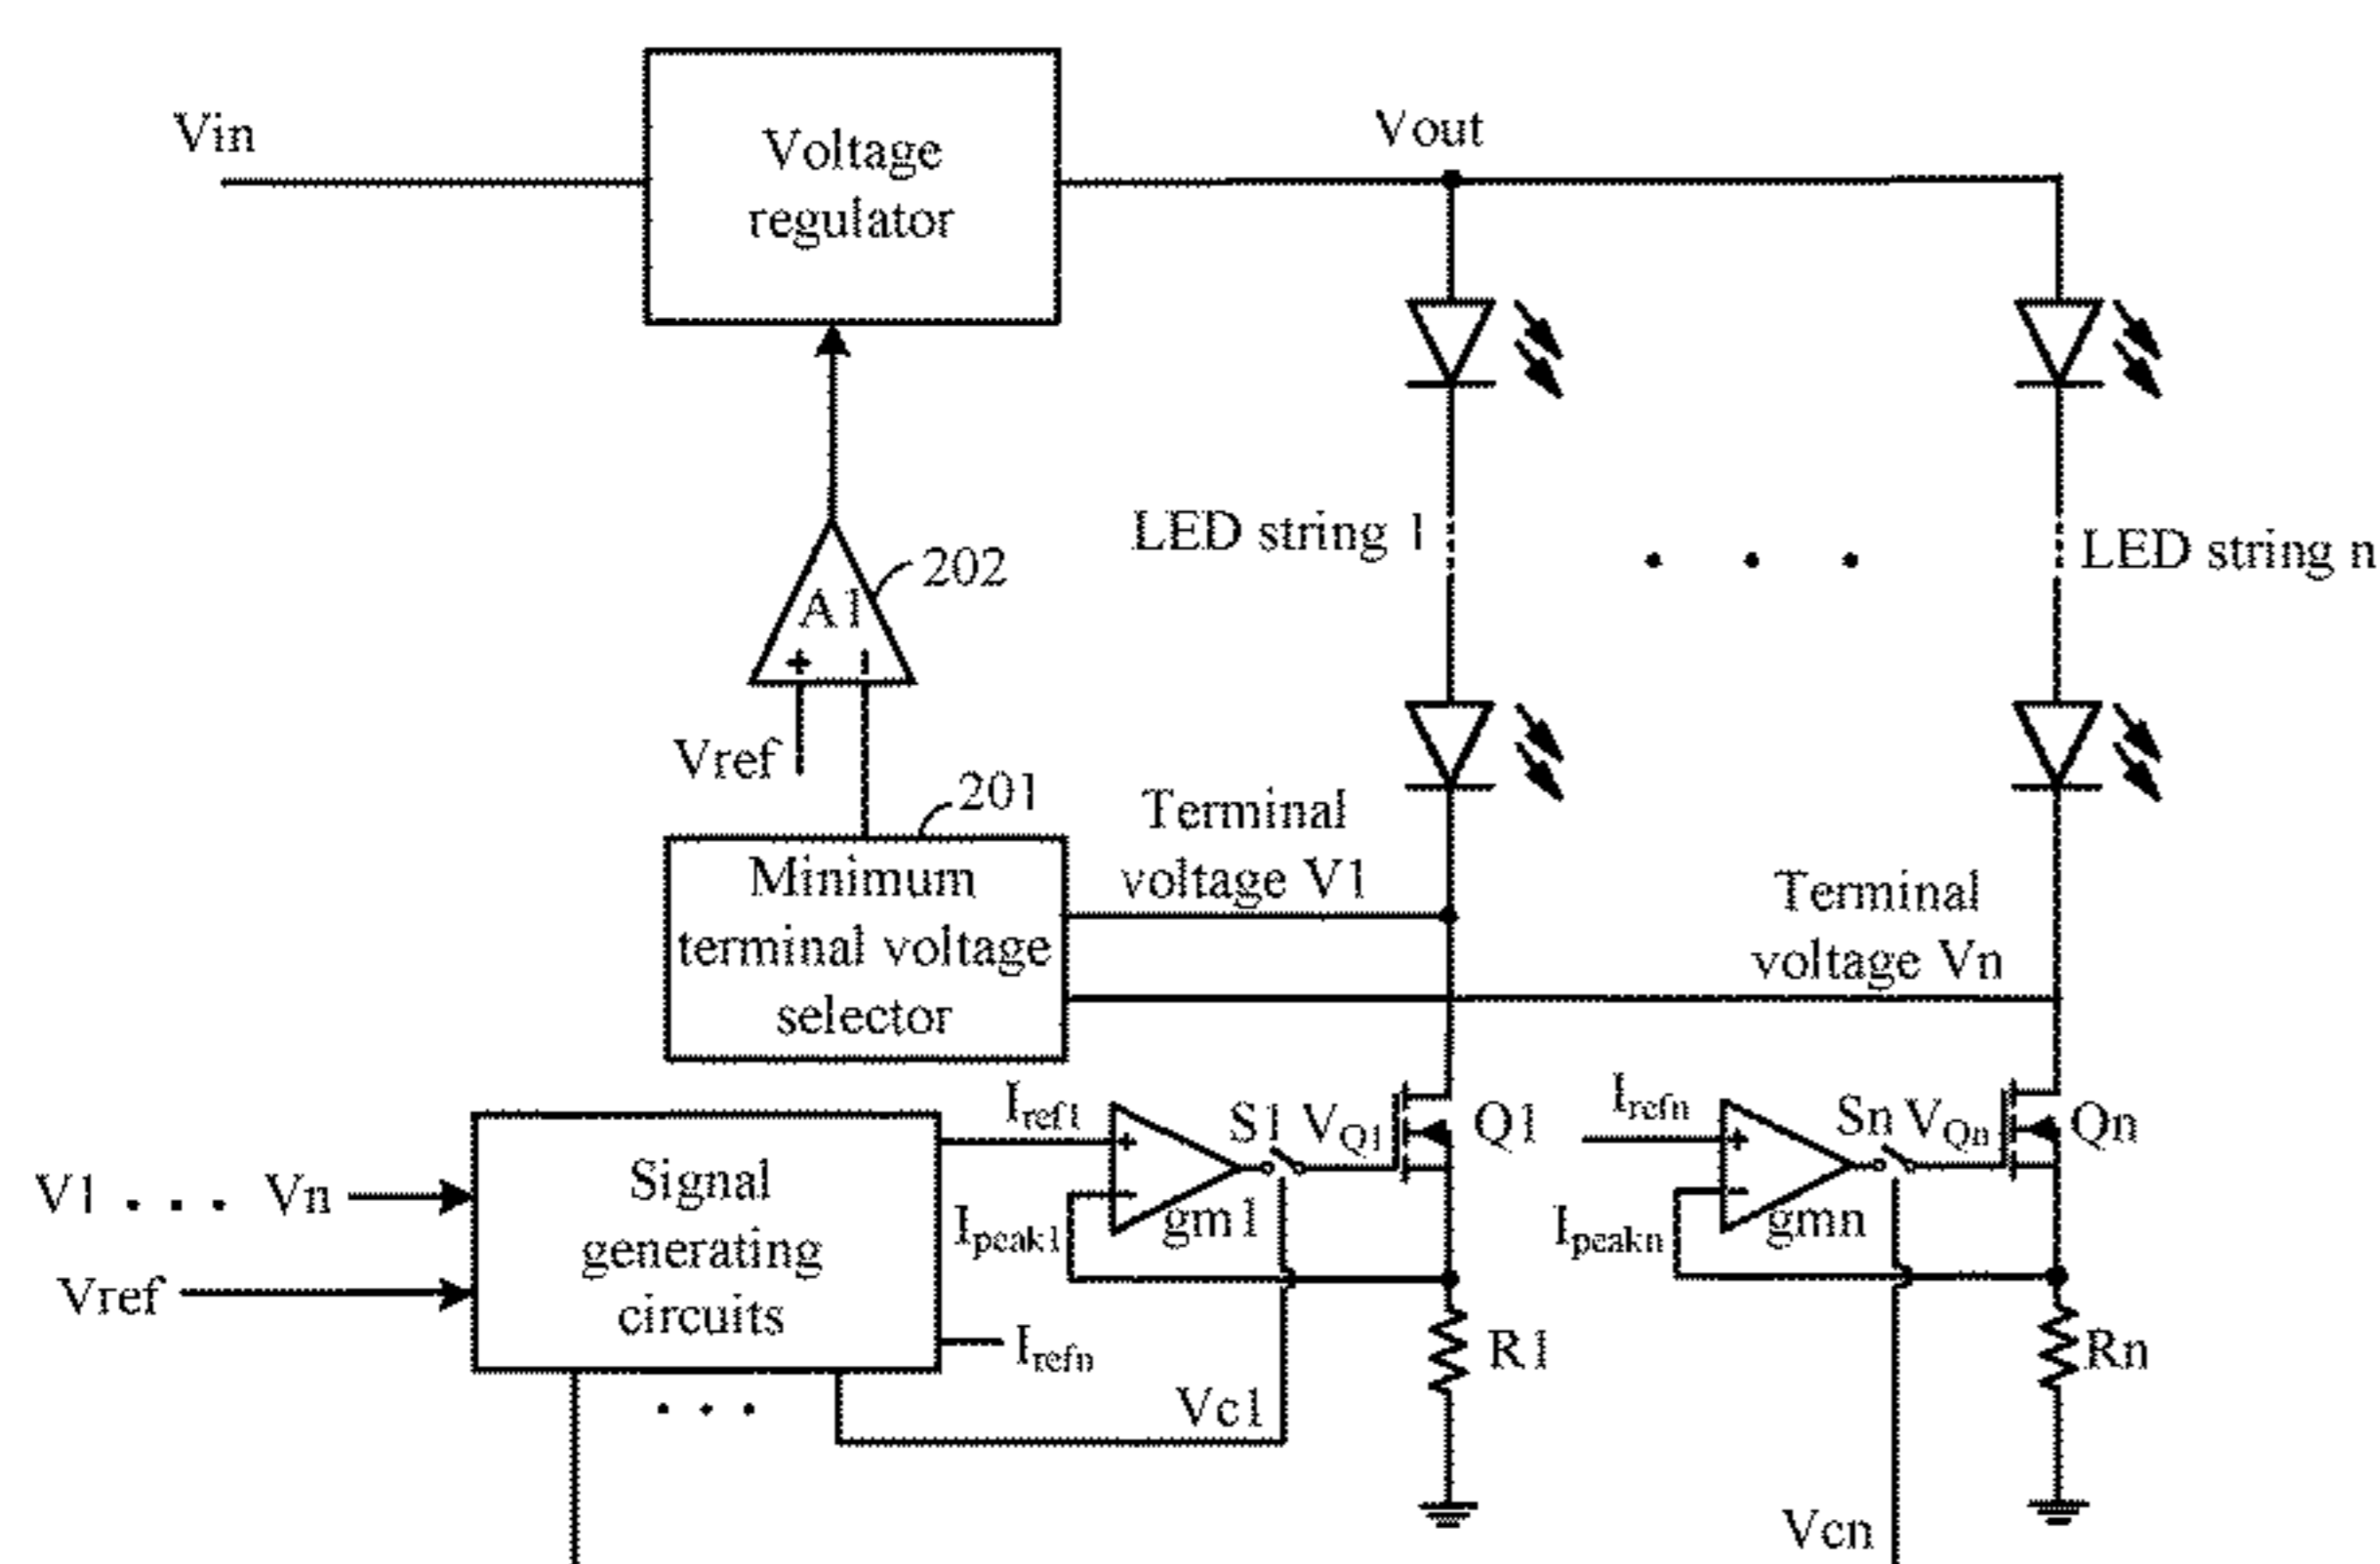 Vin
Voltage
regulator
Vout
A1
202
+
-
Vref
LED string 1
. . .
LED string n
201
Minimum
terminal voltage
selector
Terminal
voltage V1
Terminal
voltage Vn
V1 . . . Vn
Vref
Signal
generating
circuits
. . .
Iref1
+
-
Ipeak1
gm1
S1
VQ1
Q1
R1
Irefn
Vc1
Irefn
+
-
Ipeakn
gmn
Sn
VQn
Qn
Rn
Vcn